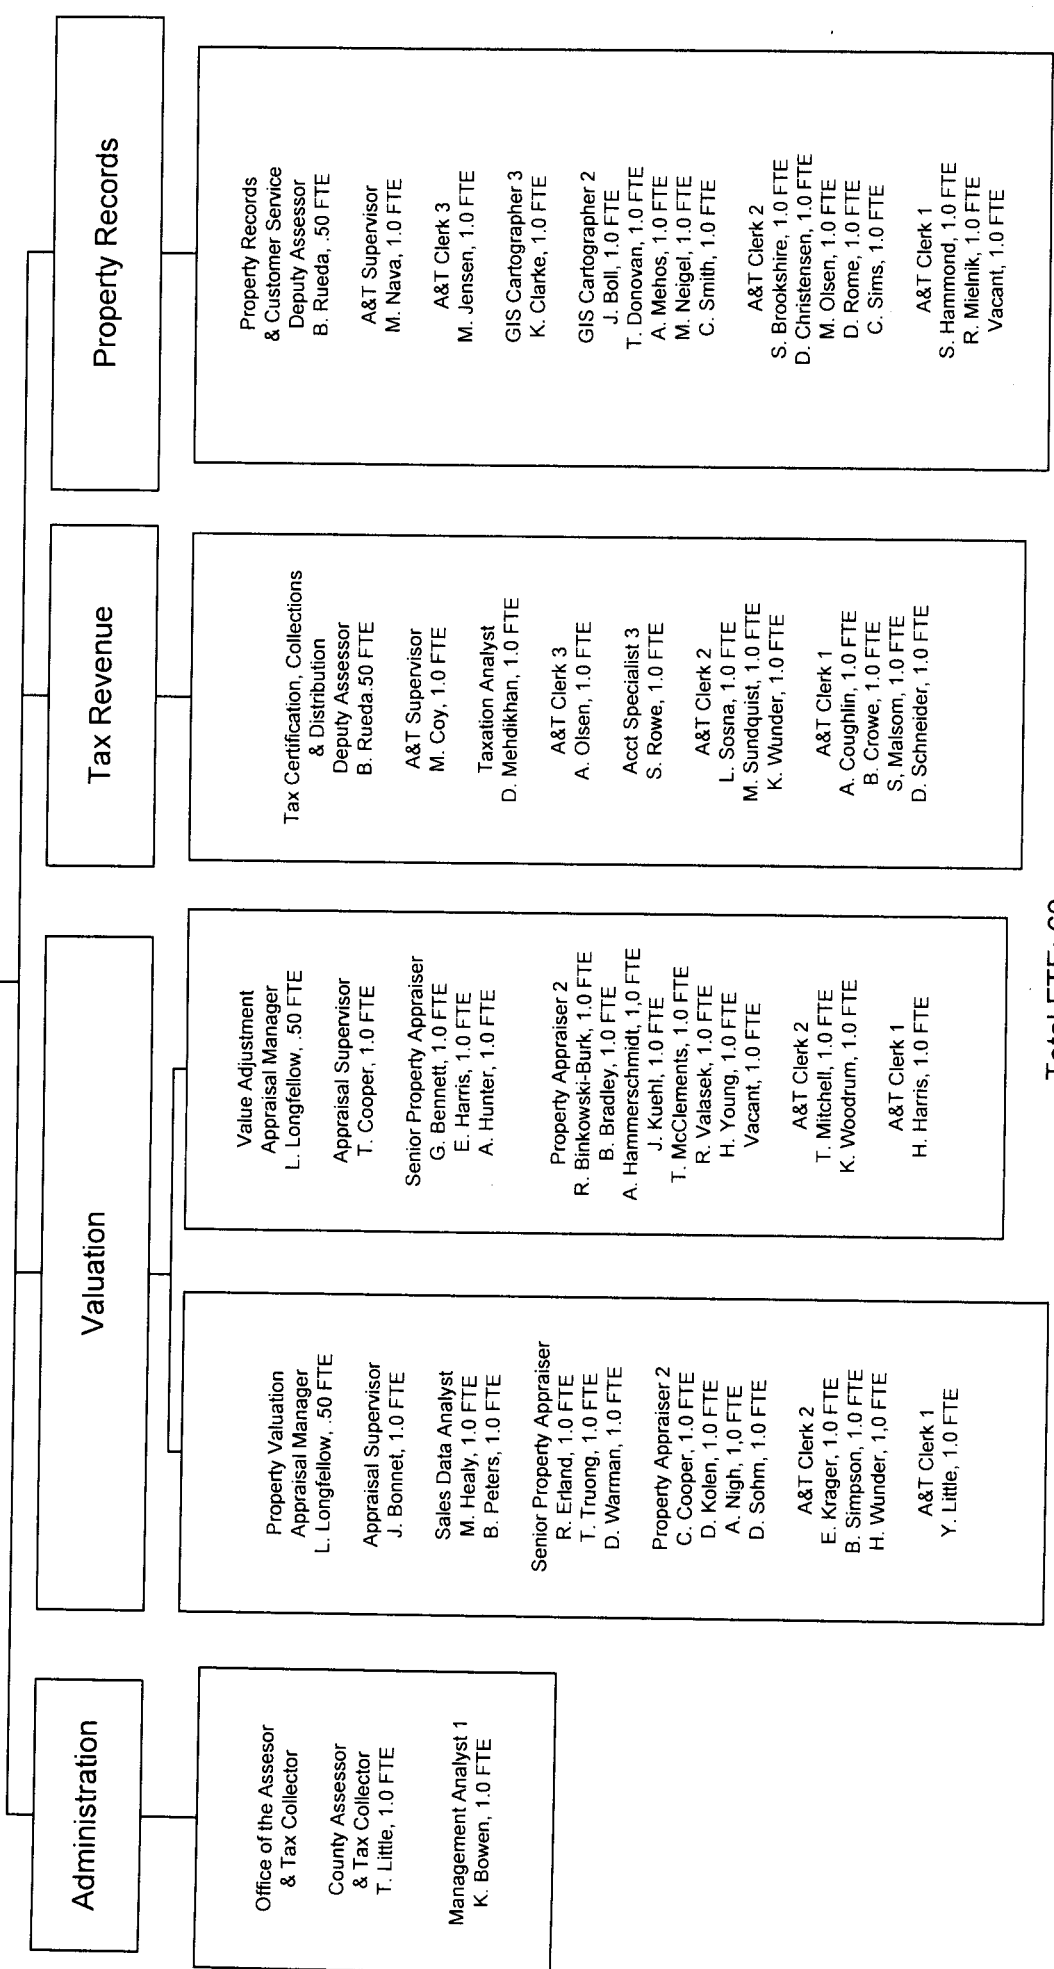 Administration
Office of the Assesor
& Tax Collector
County Assessor
& Tax Collector
T. Little, 1.0 FTE
Management Analyst 1
K. Bowen, 1.0 FTE
Valuation
Property Valuation
Appraisal Manager
L. Longfellow, .50 FTE
Appraisal Supervisor
J. Bonnet, 1.0 FTE
Sales Data Analyst
M. Healy, 1.0 FTE
B. Peters, 1.0 FTE
Senior Property Appraiser
R. Erland, 1.0 FTE
T. Truong, 1.0 FTE
D. Warman, 1.0 FTE
Property Appraiser 2
C. Cooper, 1.0 FTE
D. Kolen, 1.0 FTE
A. Nigh, 1,0 FTE
D. Sohm, 1.0 FTE
A&T Clerk 2
E. Krager, 1.0 FTE
B. Simpson, 1.0 FTE
H. Wunder, 1,0 FTE
A&T Clerk 1
Y. Little, 1.0 FTE
Value Adjustment
Appraisal Manager
L. Longfellow, .50 FTE
Appraisal Supervisor
T. Cooper, 1.0 FTE
Senior Property Appraiser
G. Bennett, 1.0 FTE
E. Harris, 1.0 FTE
A. Hunter, 1.0 FTE
Property Appraiser 2
R. Binkowski-Burk, 1.0 FTE
B. Bradley, 1.0 FTE
A. Hammerschmidt, 1,0 FTE
J. Kuehl, 1.0 FTE
T. McClements, 1.0 FTE
R. Valasek, 1.0 FTE
H. Young, 1.0 FTE
Vacant, 1.0 FTE
A&T Clerk 2
T. Mitchell, 1.0 FTE
K. Woodrum, 1.0 FTE
A&T Clerk 1
H. Harris, 1.0 FTE
Tax Revenue
Tax Certification, Collections
& Distribution
Deputy Assessor
B. Rueda.50 FTE
A&T Supervisor
M. Coy, 1.0 FTE
Taxation Analyst
D. Mehdikhan, 1.0 FTE
A&T Clerk 3
A. Olsen, 1.0 FTE
Acct Specialist 3
S. Rowe, 1.0 FTE
A&T Clerk 2
L. Sosna, 1.0 FTE
M. Sundquist, 1.0 FTE
K. Wunder, 1.0 FTE
A&T Clerk 1
A. Coughlin, 1.0 FTE
B. Crowe, 1.0 FTE
S, Malsom, 1.0 FTE
D. Schneider, 1.0 FTE
Property Records
Property Records
& Customer Service
Deputy Assessor
B. Rueda, .50 FTE
A&T Supervisor
M. Nava, 1.0 FTE
A&T Clerk 3
M. Jensen, 1.0 FTE
GIS Cartographer 3
K. Clarke, 1.0 FTE
GIS Cartographer 2
J. Boll, 1.0 FTE
T. Donovan, 1.0 FTE
A. Mehos, 1.0 FTE
M. Neigel, 1.0 FTE
C. Smith, 1.0 FTE
A&T Clerk 2
S. Brookshire, 1.0 FTE
D. Christensen, 1.0 FTE
M. Olsen, 1.0 FTE
D. Rome, 1.0 FTE
C. Sims, 1.0 FTE
A&T Clerk 1
S. Hammond, 1.0 FTE
R. Mielnik, 1.0 FTE
Vacant, 1.0 FTE
Total FTE: